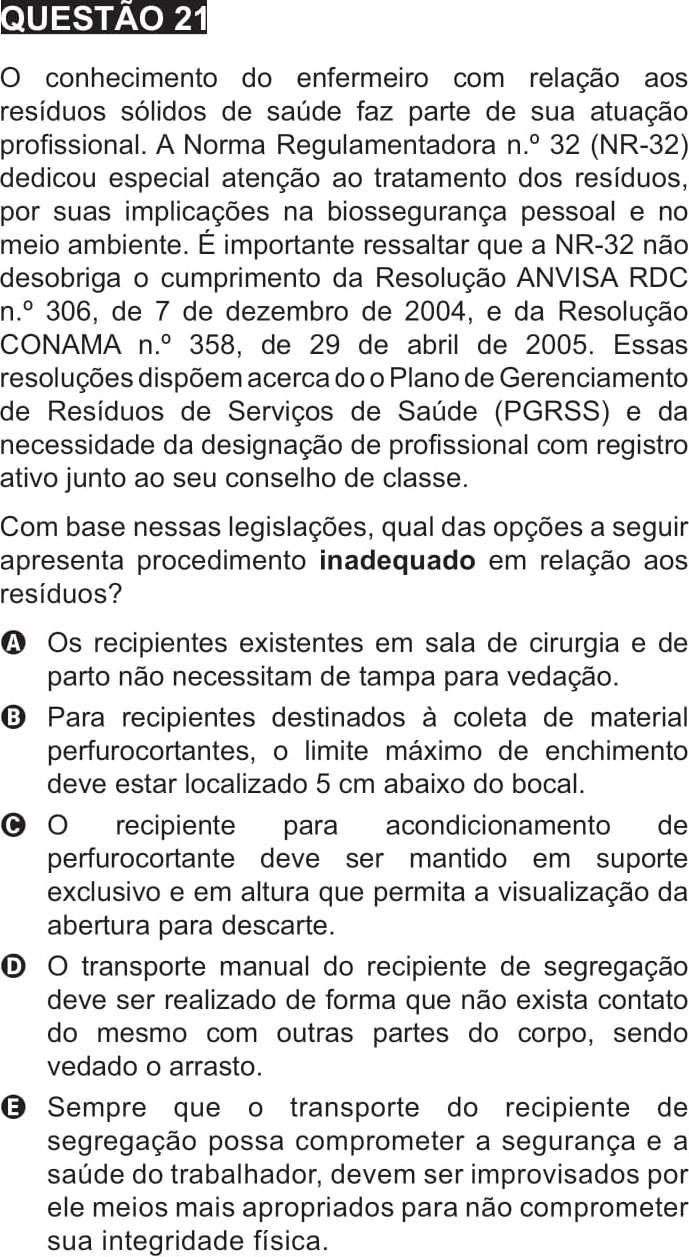 QUESTÃO 21
O conhecimento do enfermeiro com relação aos
resíduos sólidos de saúde faz parte de sua atuação
profissional. A Norma Regulamentadora n.º 32 (NR-32)
dedicou especial atenção ao tratamento dos resíduos,
por suas implicações na biossegurança pessoal e no
meio ambiente. É importante ressaltar que a NR-32 não
desobriga o cumprimento da Resolução ANVISA RDC
n.º 306, de 7 de dezembro de 2004, e da Resolução
CONAMA n.º 358, de 29 de abril de 2005. Essas
resoluções dispõem acerca do o Plano de Gerenciamento
de Resíduos de Serviços de Saúde (PGRSS) e da
necessidade da designação de profissional com registro
ativo junto ao seu conselho de classe.
Com base nessas legislações, qual das opções a seguir
apresenta procedimento inadequado em relação aos
resíduos?
A Os recipientes existentes em sala de cirurgia e de
parto não necessitam de tampa para vedação.
B Para recipientes destinados à coleta de material
perfurocortantes, o limite máximo de enchimento
deve estar localizado 5 cm abaixo do bocal.
C O recipiente para acondicionamento de
perfurocortante deve ser mantido em suporte
exclusivo e em altura que permita a visualização da
abertura para descarte.
D O transporte manual do recipiente de segregação
deve ser realizado de forma que não exista contato
do mesmo com outras partes do corpo, sendo
vedado o arrasto.
E Sempre que o transporte do recipiente de
segregação possa comprometer a segurança e a
saúde do trabalhador, devem ser improvisados por
ele meios mais apropriados para não comprometer
sua integridade física.